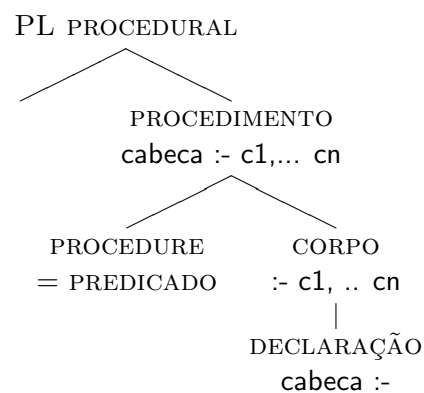 PL PROCEDURAL
PROCEDIMENTO
cabeca :- c1,... cn
PROCEDURE
= PREDICADO
CORPO
:- c1, .. cn
DECLARAÇÃO
cabeca :-